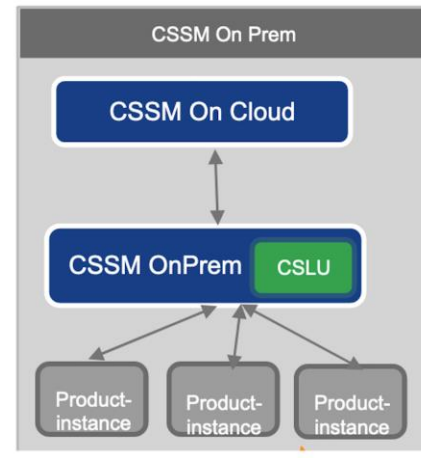 CSSM On Prem
CSSM On Cloud
CSSM OnPrem
CSLU
Product-
instance
Product-
instance
Product-
instance